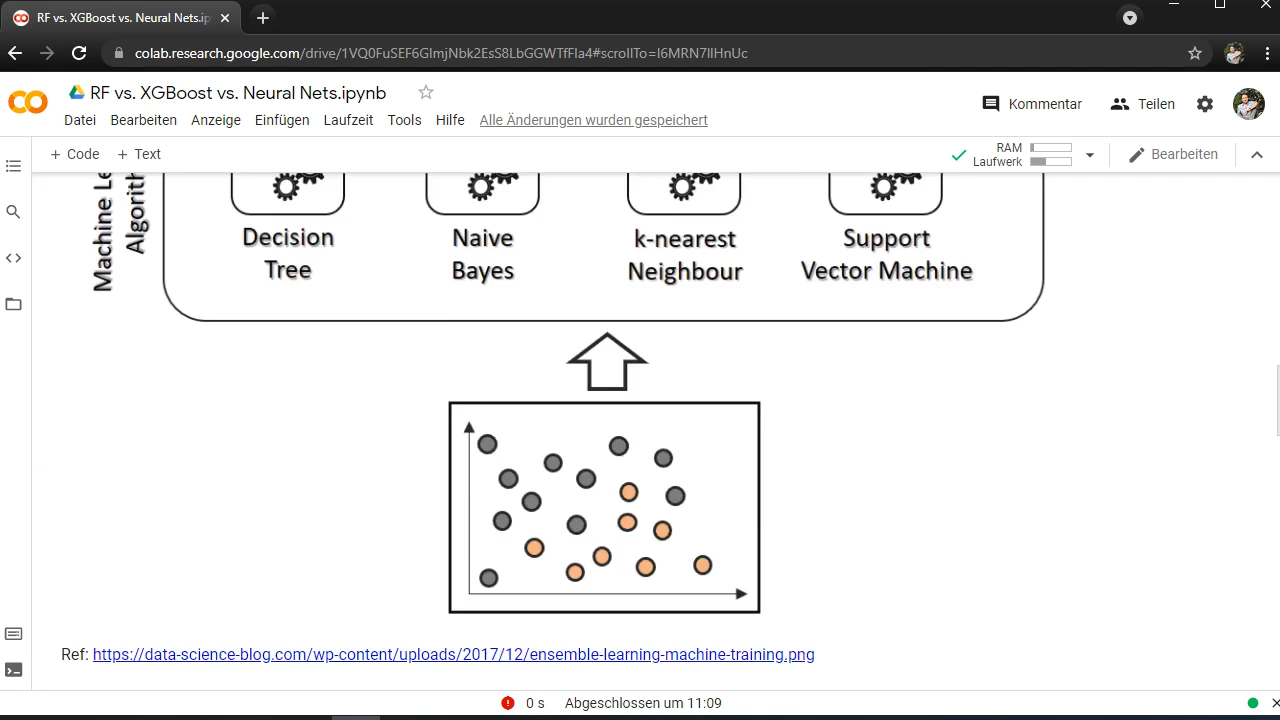 RF vs. XGBoost vs. Neural Nets.ip
colab.research.google.com/drive/1VQ0FuSEF6GImjNbk2EsS8LbGGWTfFla4#scrollTo=I6MRN7IIHnUc
RF vs. XGBoost vs. Neural Nets.ipynb
Kommentar
Teilen
Datei Bearbeiten Anzeige Einfügen Laufzeit Tools Hilfe Alle Änderungen wurden gespeichert
+ Code + Text
RAM
Laufwerk
Bearbeiten
Machine Le
Algorith
Decision
Tree
Naive
Bayes
k-nearest
Neighbour
Support
Vector Machine
Ref: https://data-science-blog.com/wp-content/uploads/2017/12/ensemble-learning-machine-training.png
0 s Abgeschlossen um 11:09